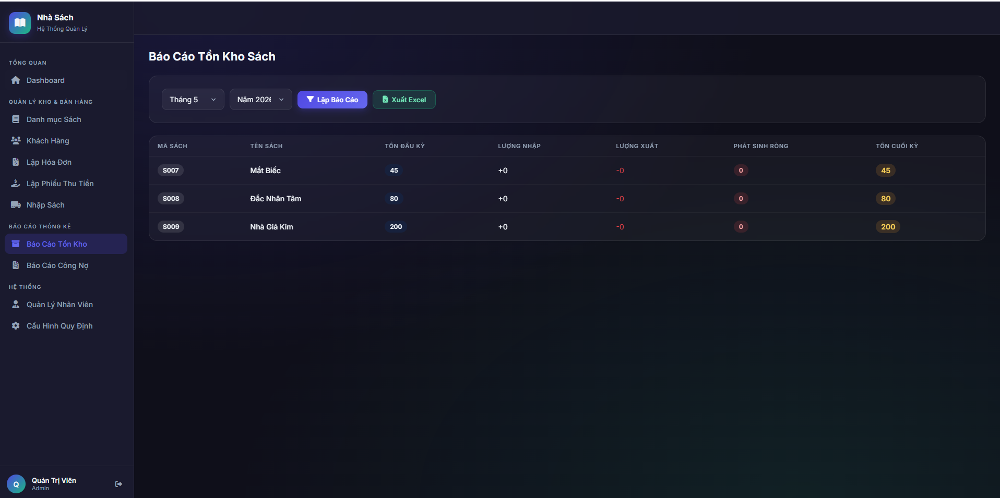 Nhà Sách
Hệ Thống Quản Lý
TỔNG QUAN
Dashboard
QUẢN LÝ KHO & BÁN HÀNG
Danh mục Sách
Khách Hàng
Lập Hóa Đơn
Lập Phiếu Thu Tiền
Nhập Sách
BÁO CÁO THỐNG KÊ
Báo Cáo Tồn Kho
Báo Cáo Công Nợ
HỆ THỐNG
Quản Lý Nhân Viên
Cấu Hình Quy Định
Q
Quản Trị Viên
Admin
Báo Cáo Tồn Kho Sách
Tháng 5 Năm 2026 Lập Báo Cáo Xuất Excel
MÃ SÁCH TÊN SÁCH TỒN ĐẦU KỲ LƯỢNG NHẬP LƯỢNG XUẤT PHÁT SINH RÒNG TỒN CUỐI KỲ
S007 Mắt Biếc 45 +0 -0 0 45
S008 Đắc Nhân Tâm 80 +0 -0 0 80
S009 Nhà Giả Kim 200 +0 -0 0 200